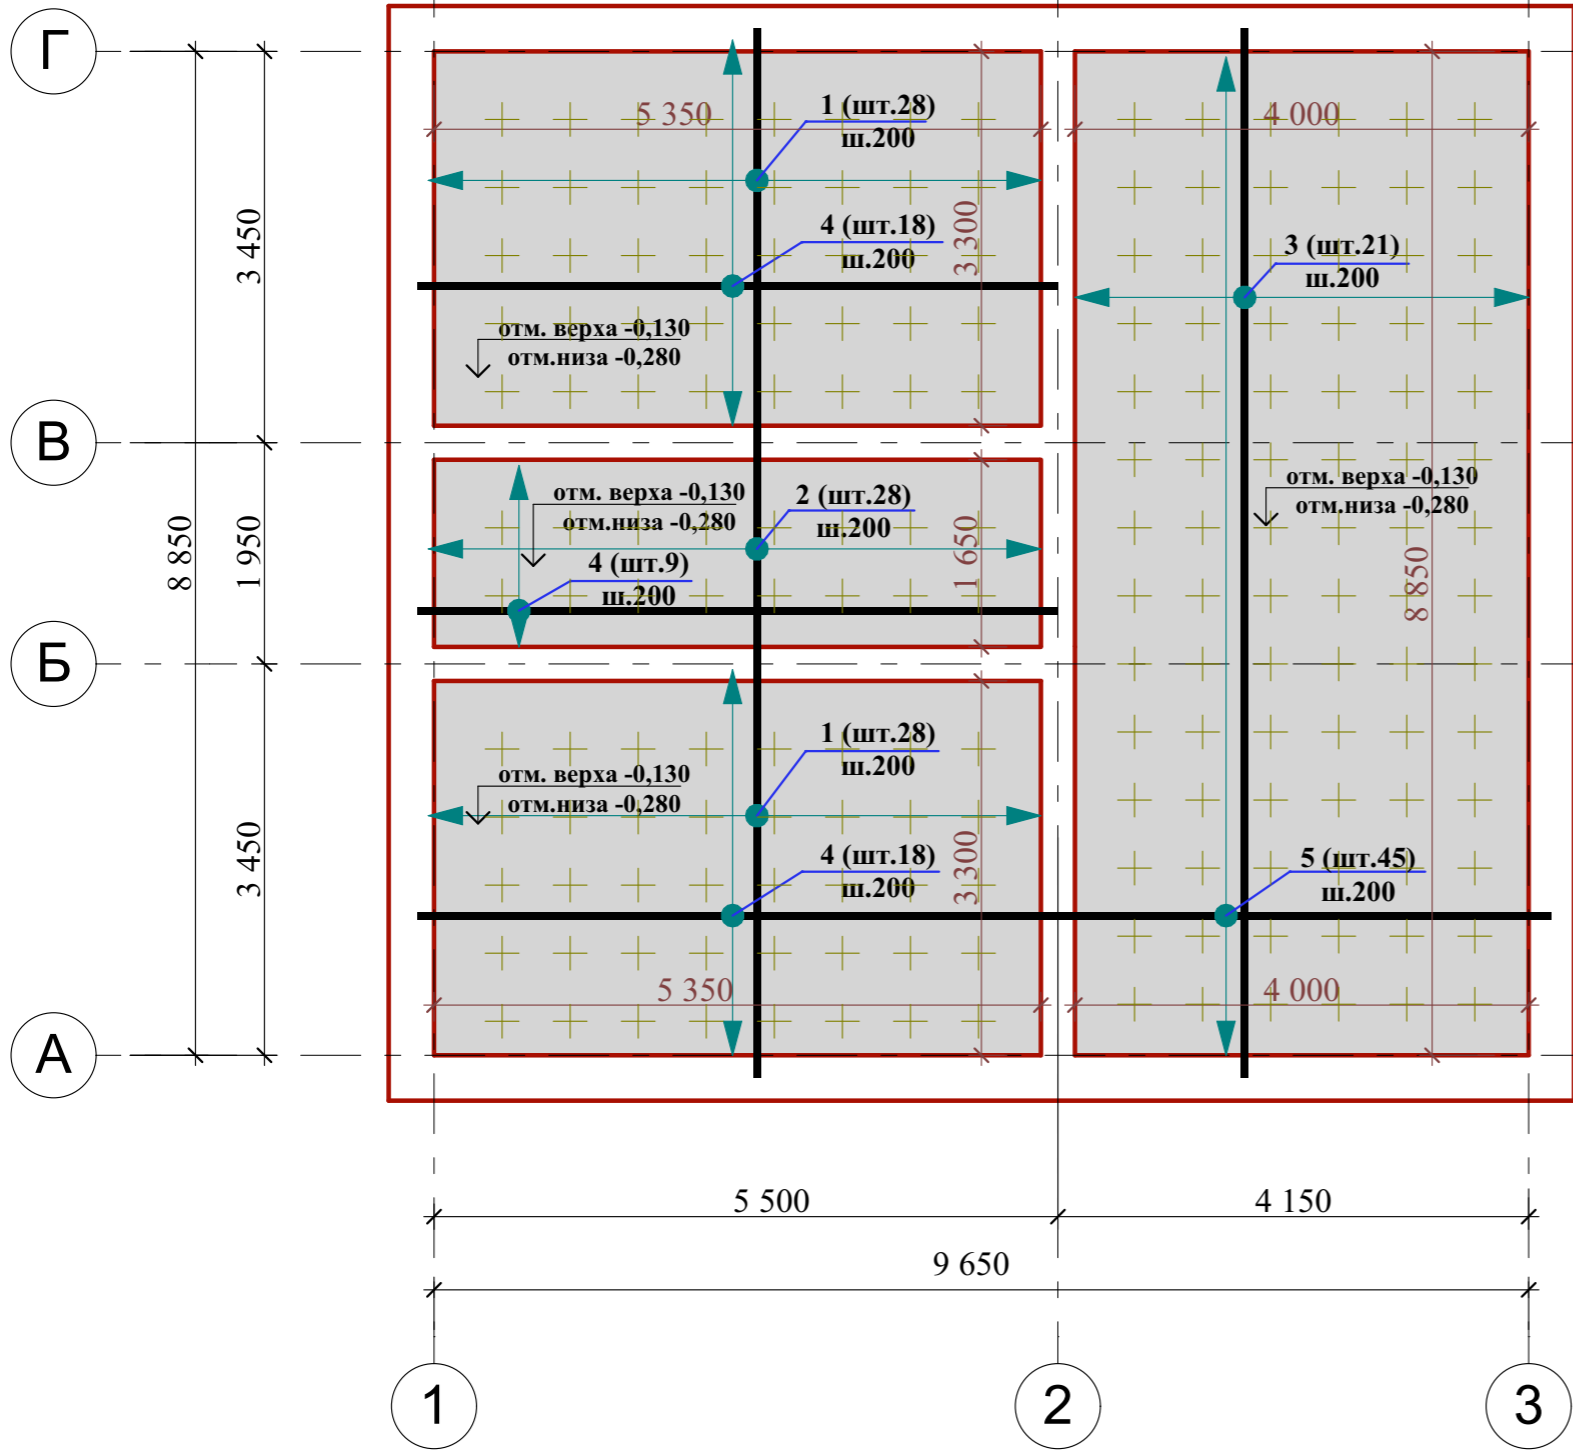 Г
5 350
1 (шт.28)
ш.200
4 000
3 450
3 300
4 (шт.18)
ш.200
3 (шт.21)
ш.200
отм. верха -0,130
отм.низа -0,280
В
отм. верха -0,130
отм.низа -0,280
2 (шт.28)
ш.200
отм. верха -0,130
отм.низа -0,280
8 850
1 950
4 (шт.9)
ш.200
1 650
8 850
Б
1 (шт.28)
ш.200
отм. верха -0,130
отм.низа -0,280
3 450
4 (шт.18)
ш.200
3 300
5 (шт.45)
ш.200
5 350
4 000
А
5 500
4 150
9 650
1
2
3